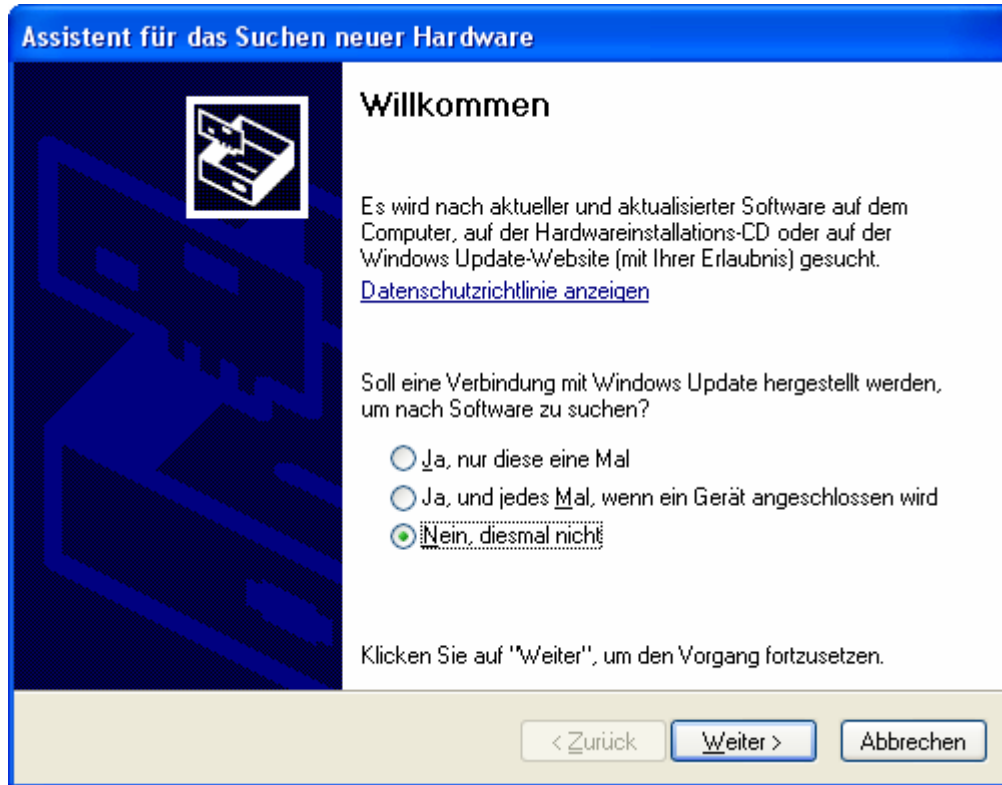 Assistent für das Suchen neuer Hardware
Willkommen
Es wird nach aktueller und aktualisierter Software auf dem
Computer, auf der Hardwareinstallations-CD oder auf der
Windows Update-Website (mit Ihrer Erlaubnis) gesucht.
Datenschutzrichtlinie anzeigen
Soll eine Verbindung mit Windows Update hergestellt werden,
um nach Software zu suchen?
Ja, nur diese eine Mal
Ja, und jedes Mal, wenn ein Gerät angeschlossen wird
Nein, diesmal nicht
Klicken Sie auf "Weiter", um den Vorgang fortzusetzen.
< Zurück Weiter > Abbrechen